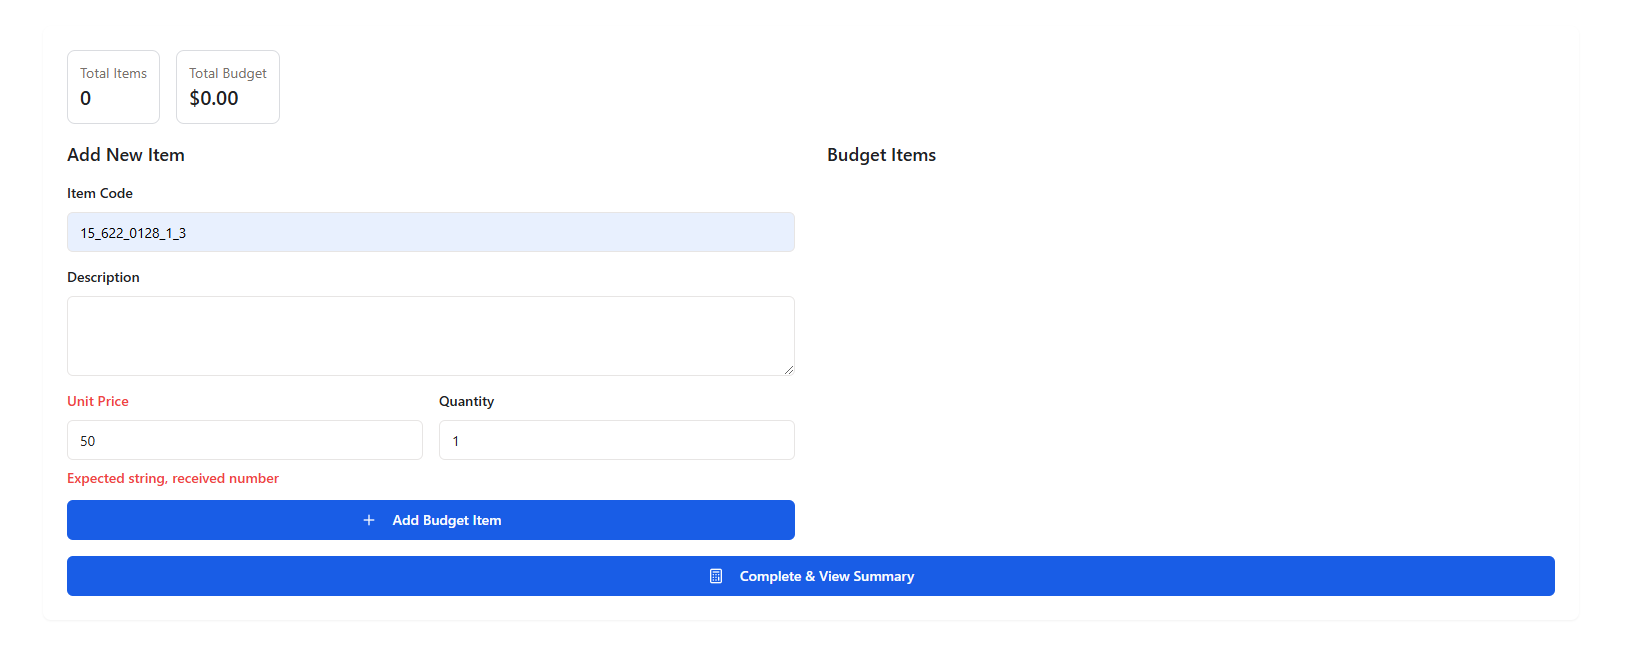 Total Items
0
Total Budget
$0.00
Add New Item
Budget Items
Item Code
15_622_0128_1_3
Description
Unit Price
50
Quantity
1
Expected string, received number
Add Budget Item
Complete & View Summary